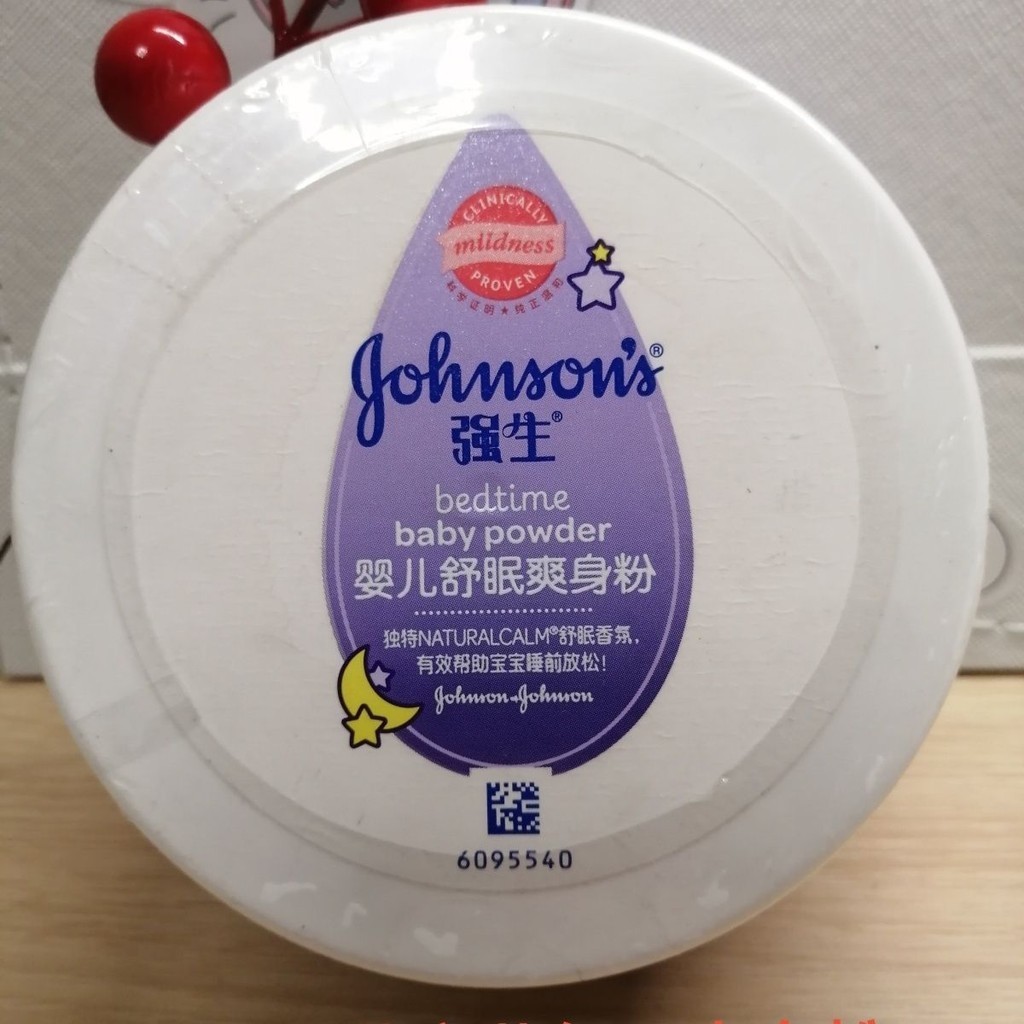 CLINICALLY
mildness
PROVEN
科学证明★纯正温和
Johnson's®
强生®
bedtime
baby powder
婴儿舒眠爽身粉
独特NATURALCALM®舒眠香氛,
有效帮助宝宝睡前放松!
Johnson+Johnson
6095540